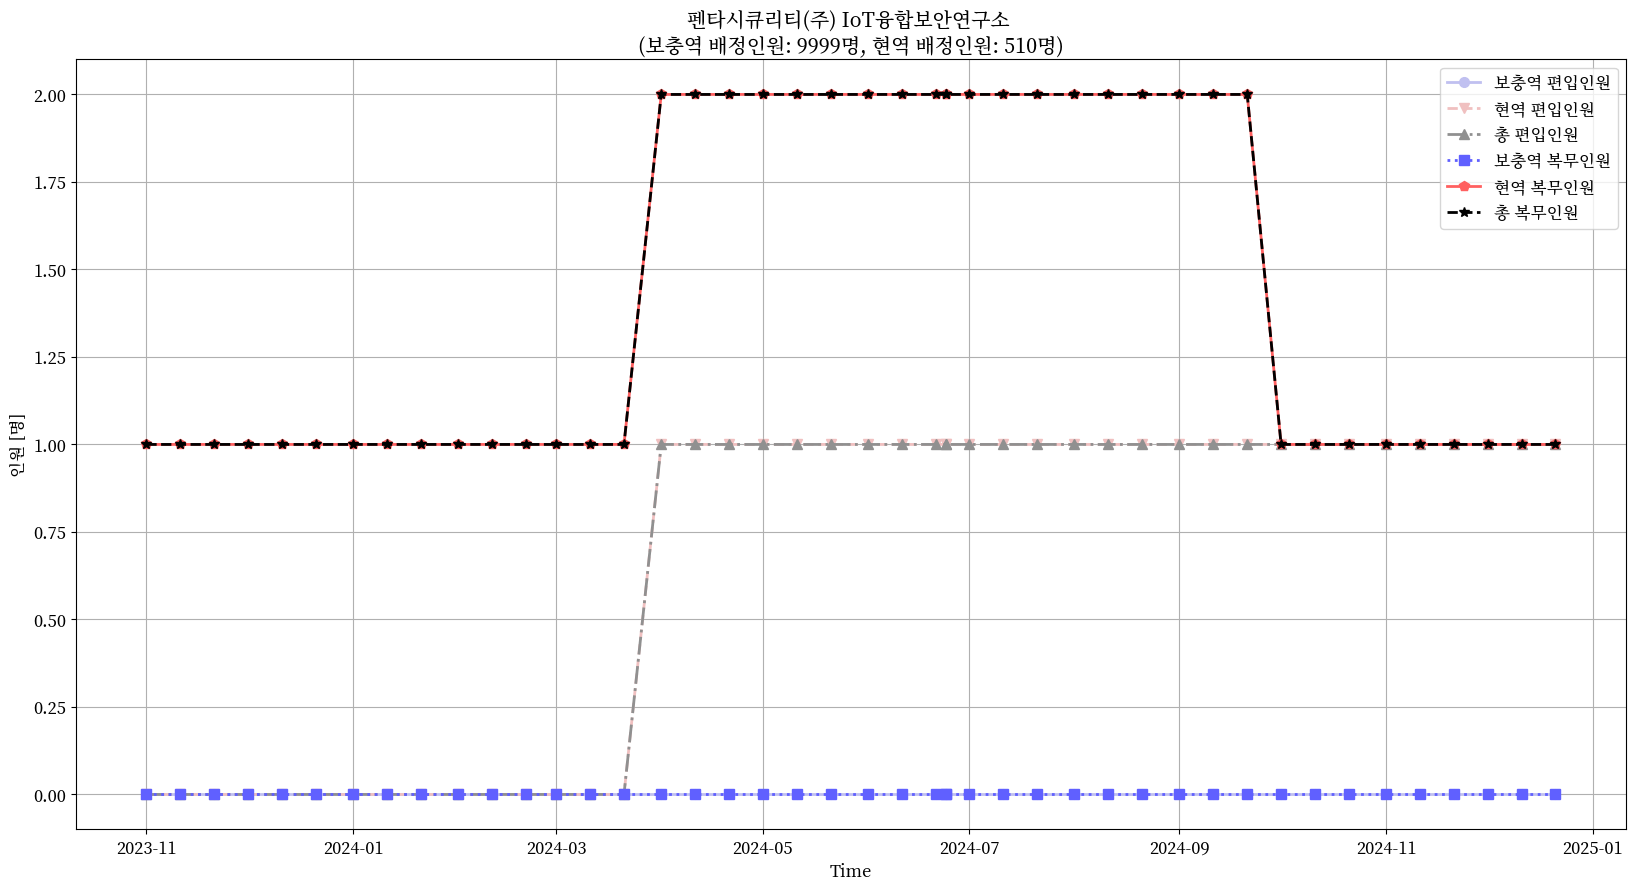 펜타시큐리티(주) IoT융합보안연구소
(보충역 배정인원: 9999명, 현역 배정인원: 510명)
보충역 편입인원
현역 편입인원
총 편입인원
보충역 복무인원
현역 복무인원
총 복무인원
인원 [명]
2.00
1.75
1.50
1.25
1.00
0.75
0.50
0.25
0.00
2023-11
2024-01
2024-03
2024-05
2024-07
2024-09
2024-11
2025-01
Time